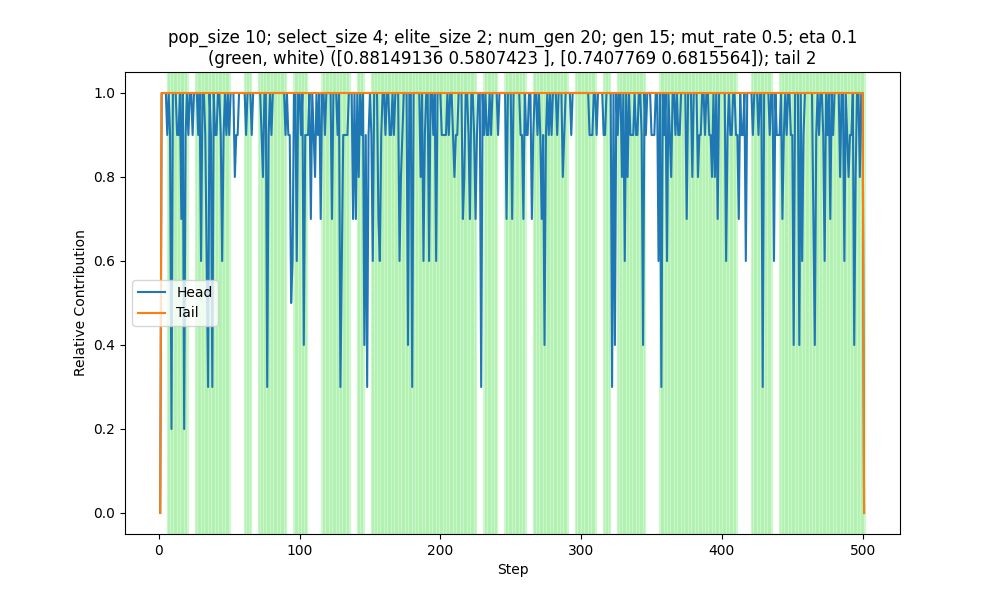 pop_size 10; select_size 4; elite_size 2; num_gen 20; gen 15; mut_rate 0.5; eta 0.1
(green, white) ([0.88149136 0.5807423 ], [0.7407769 0.6815564]); tail 2
1.0
0.8
0.6
0.4
0.2
0.0
Relative Contribution
Head
Tail
0
100
200
300
400
500
Step